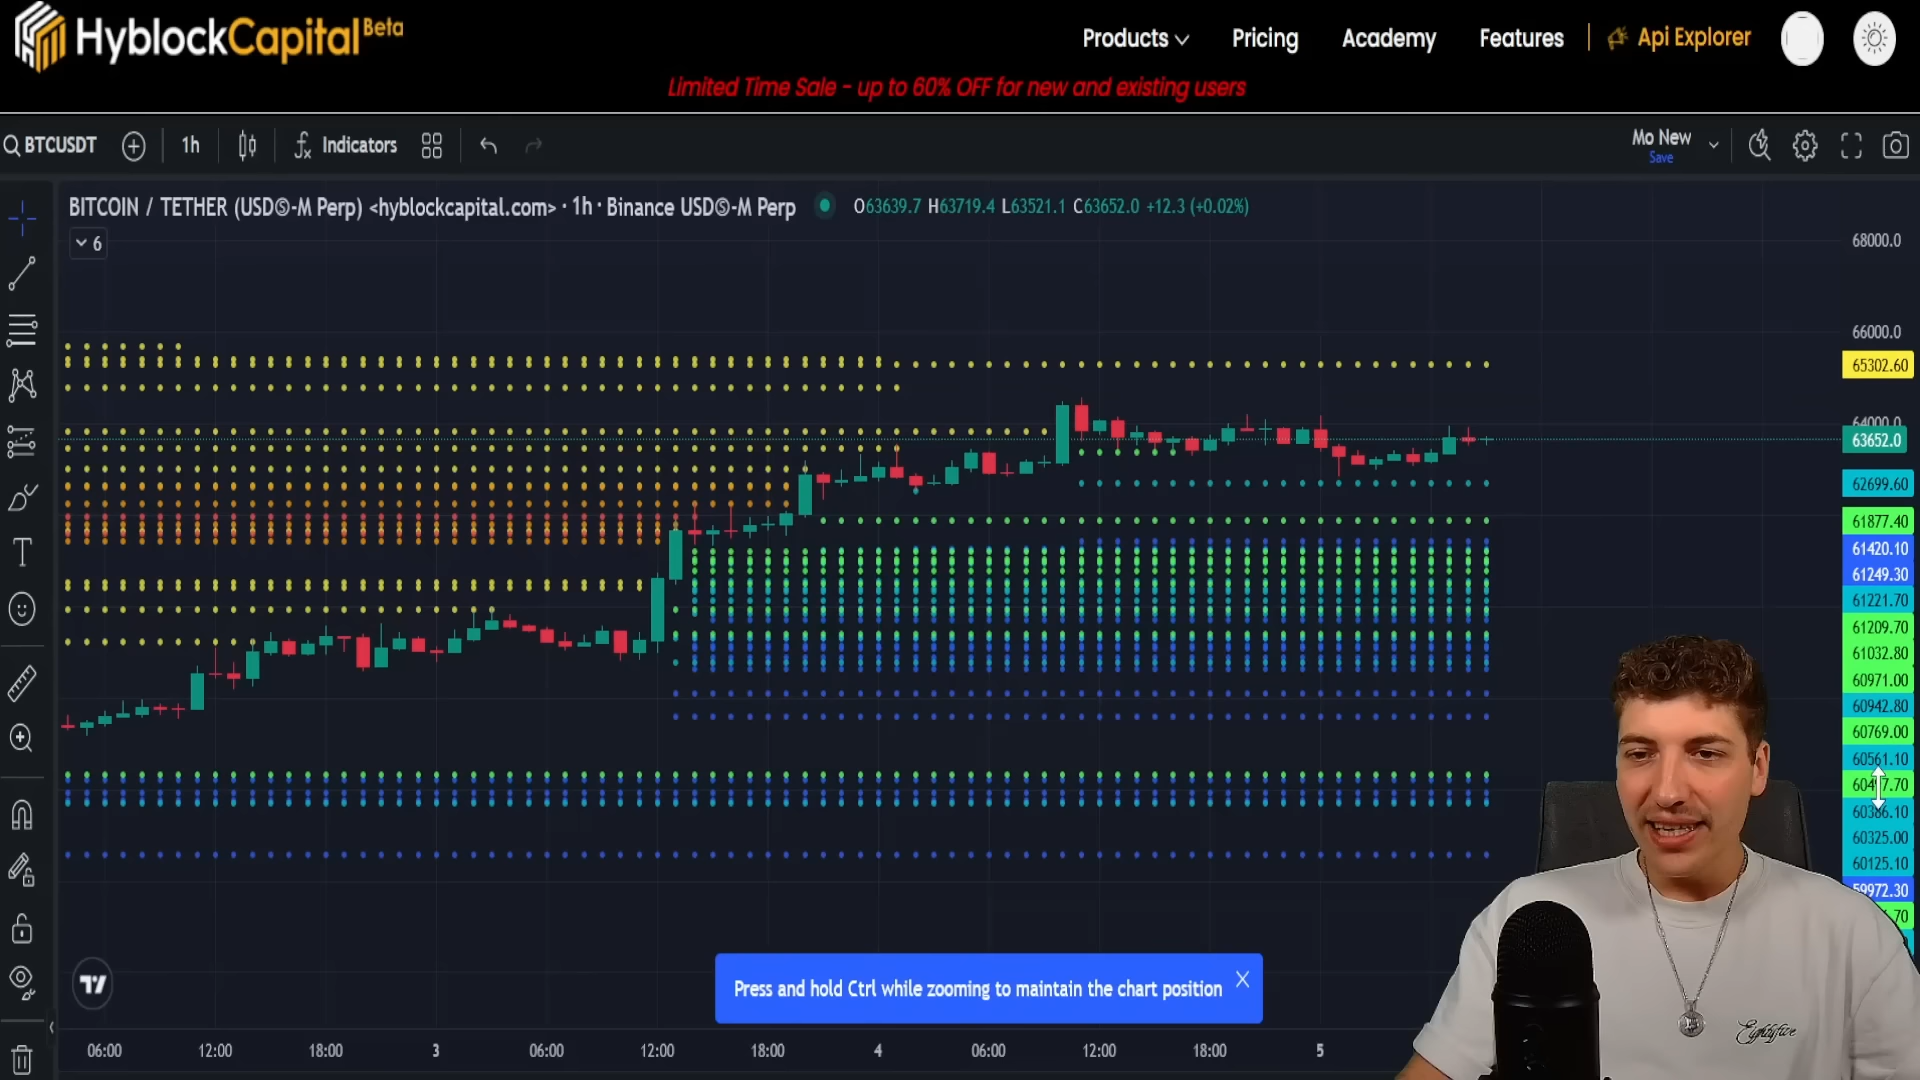 HyblockCapital Beta
Products
Pricing
Academy
Features
Api Explorer
Limited Time Sale - up to 60% OFF for new and existing users
BTCUSDT
1h
Indicators
Mo New
Save
BITCOIN / TETHER (USDⓈ-M Perp) <hyblockcapital.com> · 1h · Binance USDⓈ-M Perp
O63639.7 H63719.4 L63521.1 C63652.0 +12.3 (+0.02%)
6
68000.0
66000.0
65302.60
64000.0
63652.0
62699.60
61877.40
61420.10
61249.30
61221.70
61209.70
61032.80
60971.00
60942.80
60769.00
60561.10
60386.10
60325.00
60125.10
59972.30
Press and hold Ctrl while zooming to maintain the chart position
06:00
12:00
18:00
3
06:00
12:00
18:00
4
06:00
12:00
18:00
5
Eightyfive